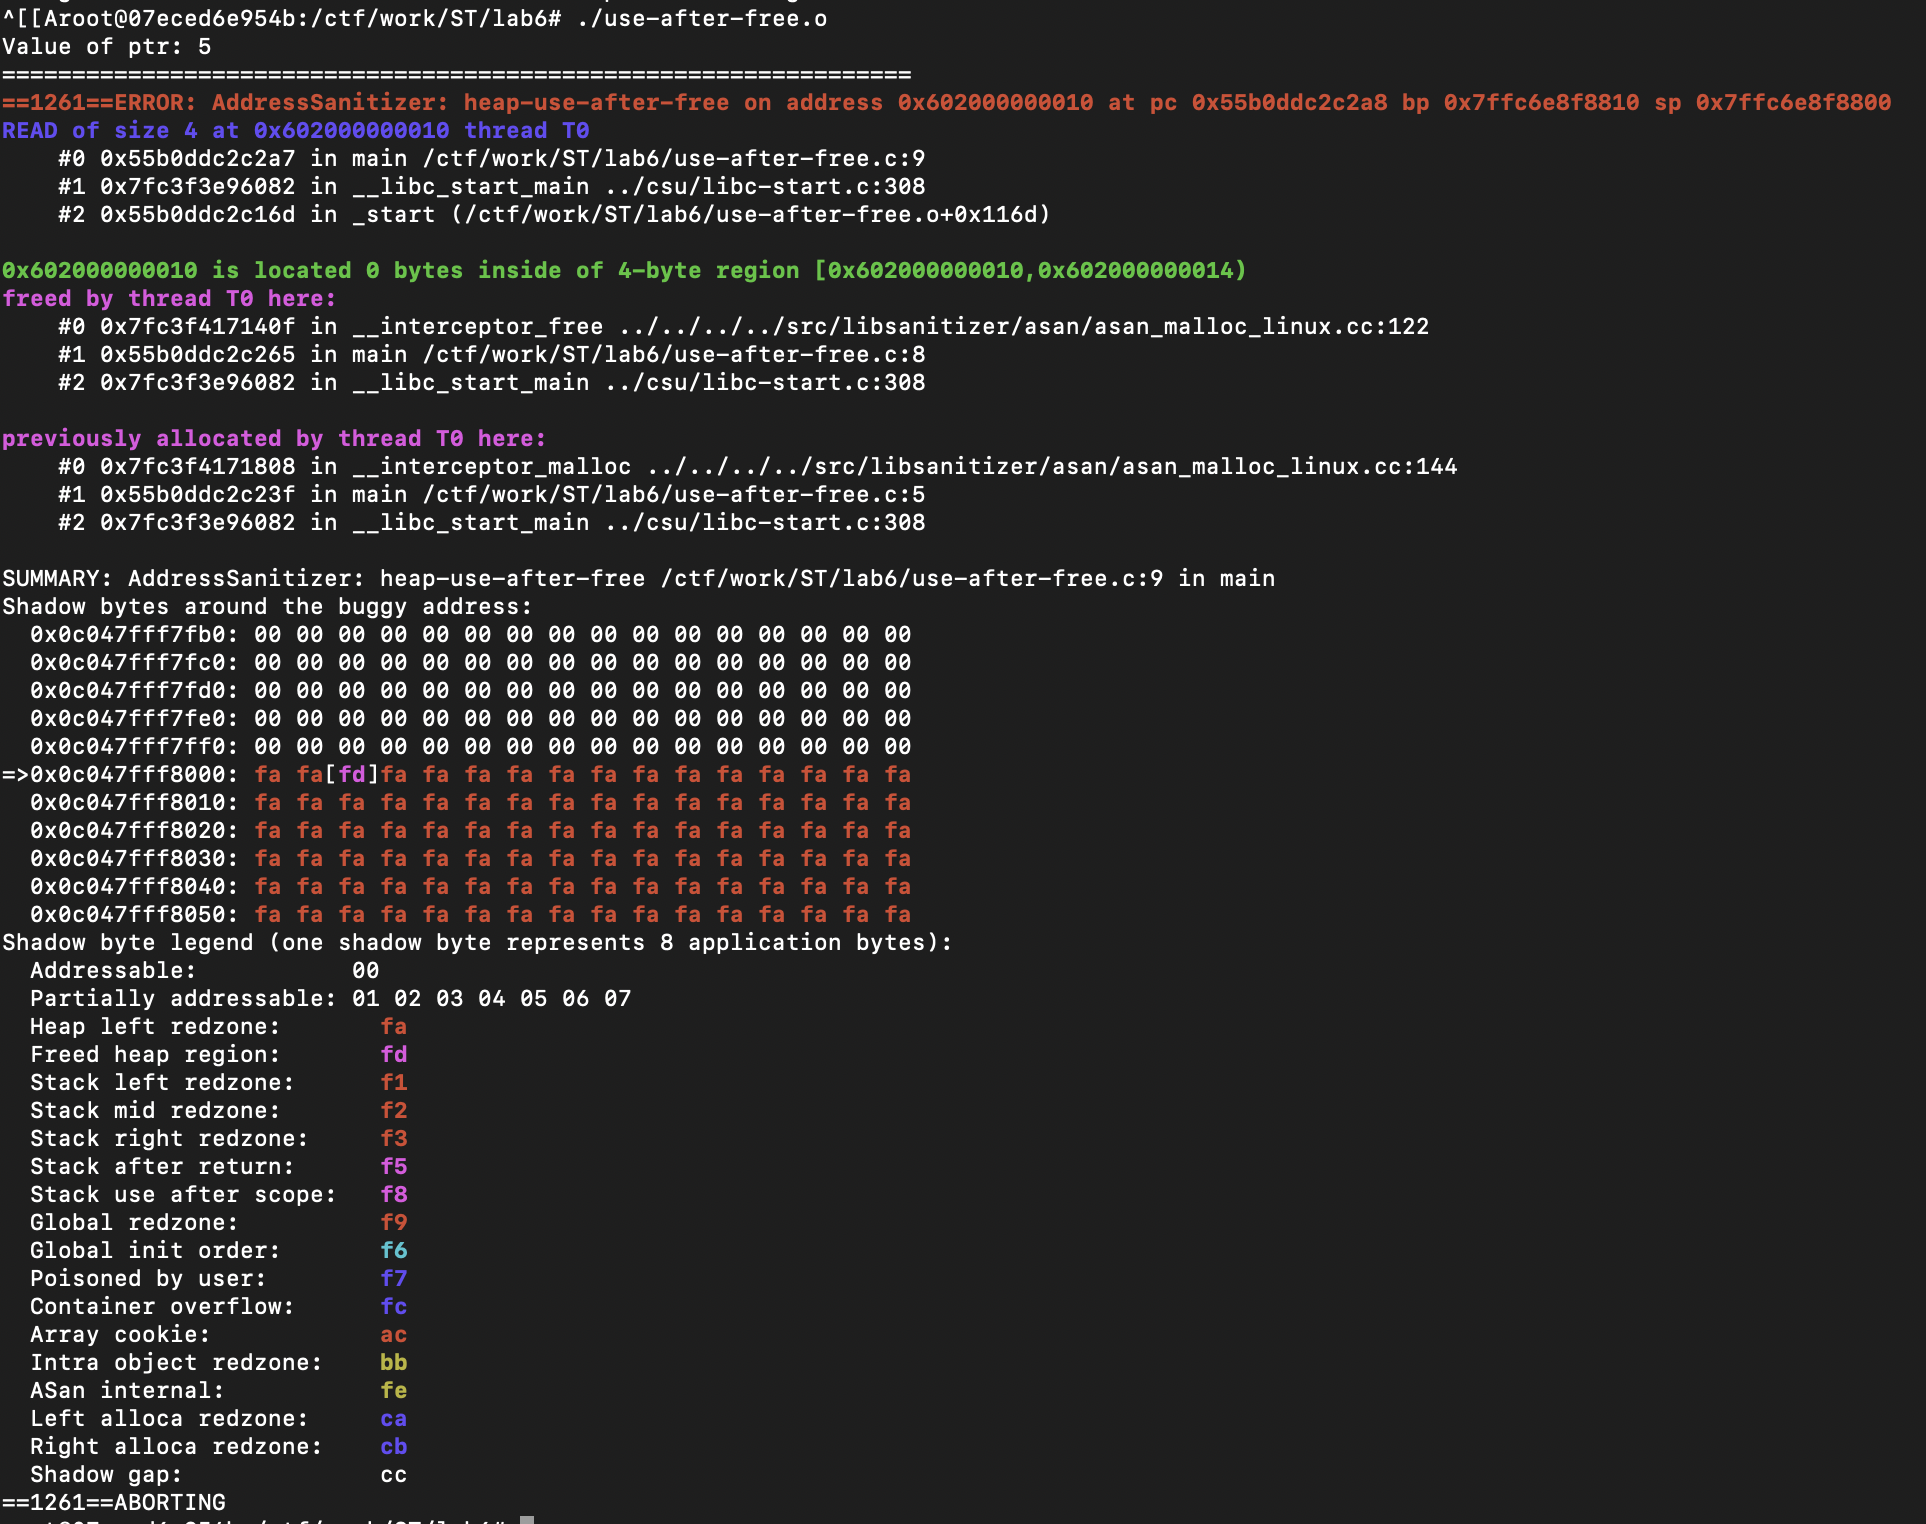 ^[[Aroot@07eced6e954b:/ctf/work/ST/lab6# ./use-after-free.o
Value of ptr: 5
=================================================================
==1261==ERROR: AddressSanitizer: heap-use-after-free on address 0x602000000010 at pc 0x55b0ddc2c2a8 bp 0x7ffc6e8f8810 sp 0x7ffc6e8f8800
READ of size 4 at 0x602000000010 thread T0
    #0 0x55b0ddc2c2a7 in main /ctf/work/ST/lab6/use-after-free.c:9
    #1 0x7fc3f3e96082 in __libc_start_main ../csu/libc-start.c:308
    #2 0x55b0ddc2c16d in _start (/ctf/work/ST/lab6/use-after-free.o+0x116d)

0x602000000010 is located 0 bytes inside of 4-byte region [0x602000000010,0x602000000014)
freed by thread T0 here:
    #0 0x7fc3f417140f in __interceptor_free ../../../../src/libsanitizer/asan/asan_malloc_linux.cc:122
    #1 0x55b0ddc2c265 in main /ctf/work/ST/lab6/use-after-free.c:8
    #2 0x7fc3f3e96082 in __libc_start_main ../csu/libc-start.c:308

previously allocated by thread T0 here:
    #0 0x7fc3f4171808 in __interceptor_malloc ../../../../src/libsanitizer/asan/asan_malloc_linux.cc:144
    #1 0x55b0ddc2c23f in main /ctf/work/ST/lab6/use-after-free.c:5
    #2 0x7fc3f3e96082 in __libc_start_main ../csu/libc-start.c:308

SUMMARY: AddressSanitizer: heap-use-after-free /ctf/work/ST/lab6/use-after-free.c:9 in main
Shadow bytes around the buggy address:
  0x0c047fff7fb0: 00 00 00 00 00 00 00 00 00 00 00 00 00 00 00 00
  0x0c047fff7fc0: 00 00 00 00 00 00 00 00 00 00 00 00 00 00 00 00
  0x0c047fff7fd0: 00 00 00 00 00 00 00 00 00 00 00 00 00 00 00 00
  0x0c047fff7fe0: 00 00 00 00 00 00 00 00 00 00 00 00 00 00 00 00
  0x0c047fff7ff0: 00 00 00 00 00 00 00 00 00 00 00 00 00 00 00 00
=>0x0c047fff8000: fa fa[fd]fa fa fa fa fa fa fa fa fa fa fa fa fa
  0x0c047fff8010: fa fa fa fa fa fa fa fa fa fa fa fa fa fa fa fa
  0x0c047fff8020: fa fa fa fa fa fa fa fa fa fa fa fa fa fa fa fa
  0x0c047fff8030: fa fa fa fa fa fa fa fa fa fa fa fa fa fa fa fa
  0x0c047fff8040: fa fa fa fa fa fa fa fa fa fa fa fa fa fa fa fa
  0x0c047fff8050: fa fa fa fa fa fa fa fa fa fa fa fa fa fa fa fa
Shadow byte legend (one shadow byte represents 8 application bytes):
  Addressable:           00
  Partially addressable: 01 02 03 04 05 06 07
  Heap left redzone:       fa
  Freed heap region:       fd
  Stack left redzone:      f1
  Stack mid redzone:       f2
  Stack right redzone:     f3
  Stack after return:      f5
  Stack use after scope:   f8
  Global redzone:          f9
  Global init order:       f6
  Poisoned by user:        f7
  Container overflow:      fc
  Array cookie:            ac
  Intra object redzone:    bb
  ASan internal:           fe
  Left alloca redzone:     ca
  Right alloca redzone:    cb
  Shadow gap:              cc
==1261==ABORTING